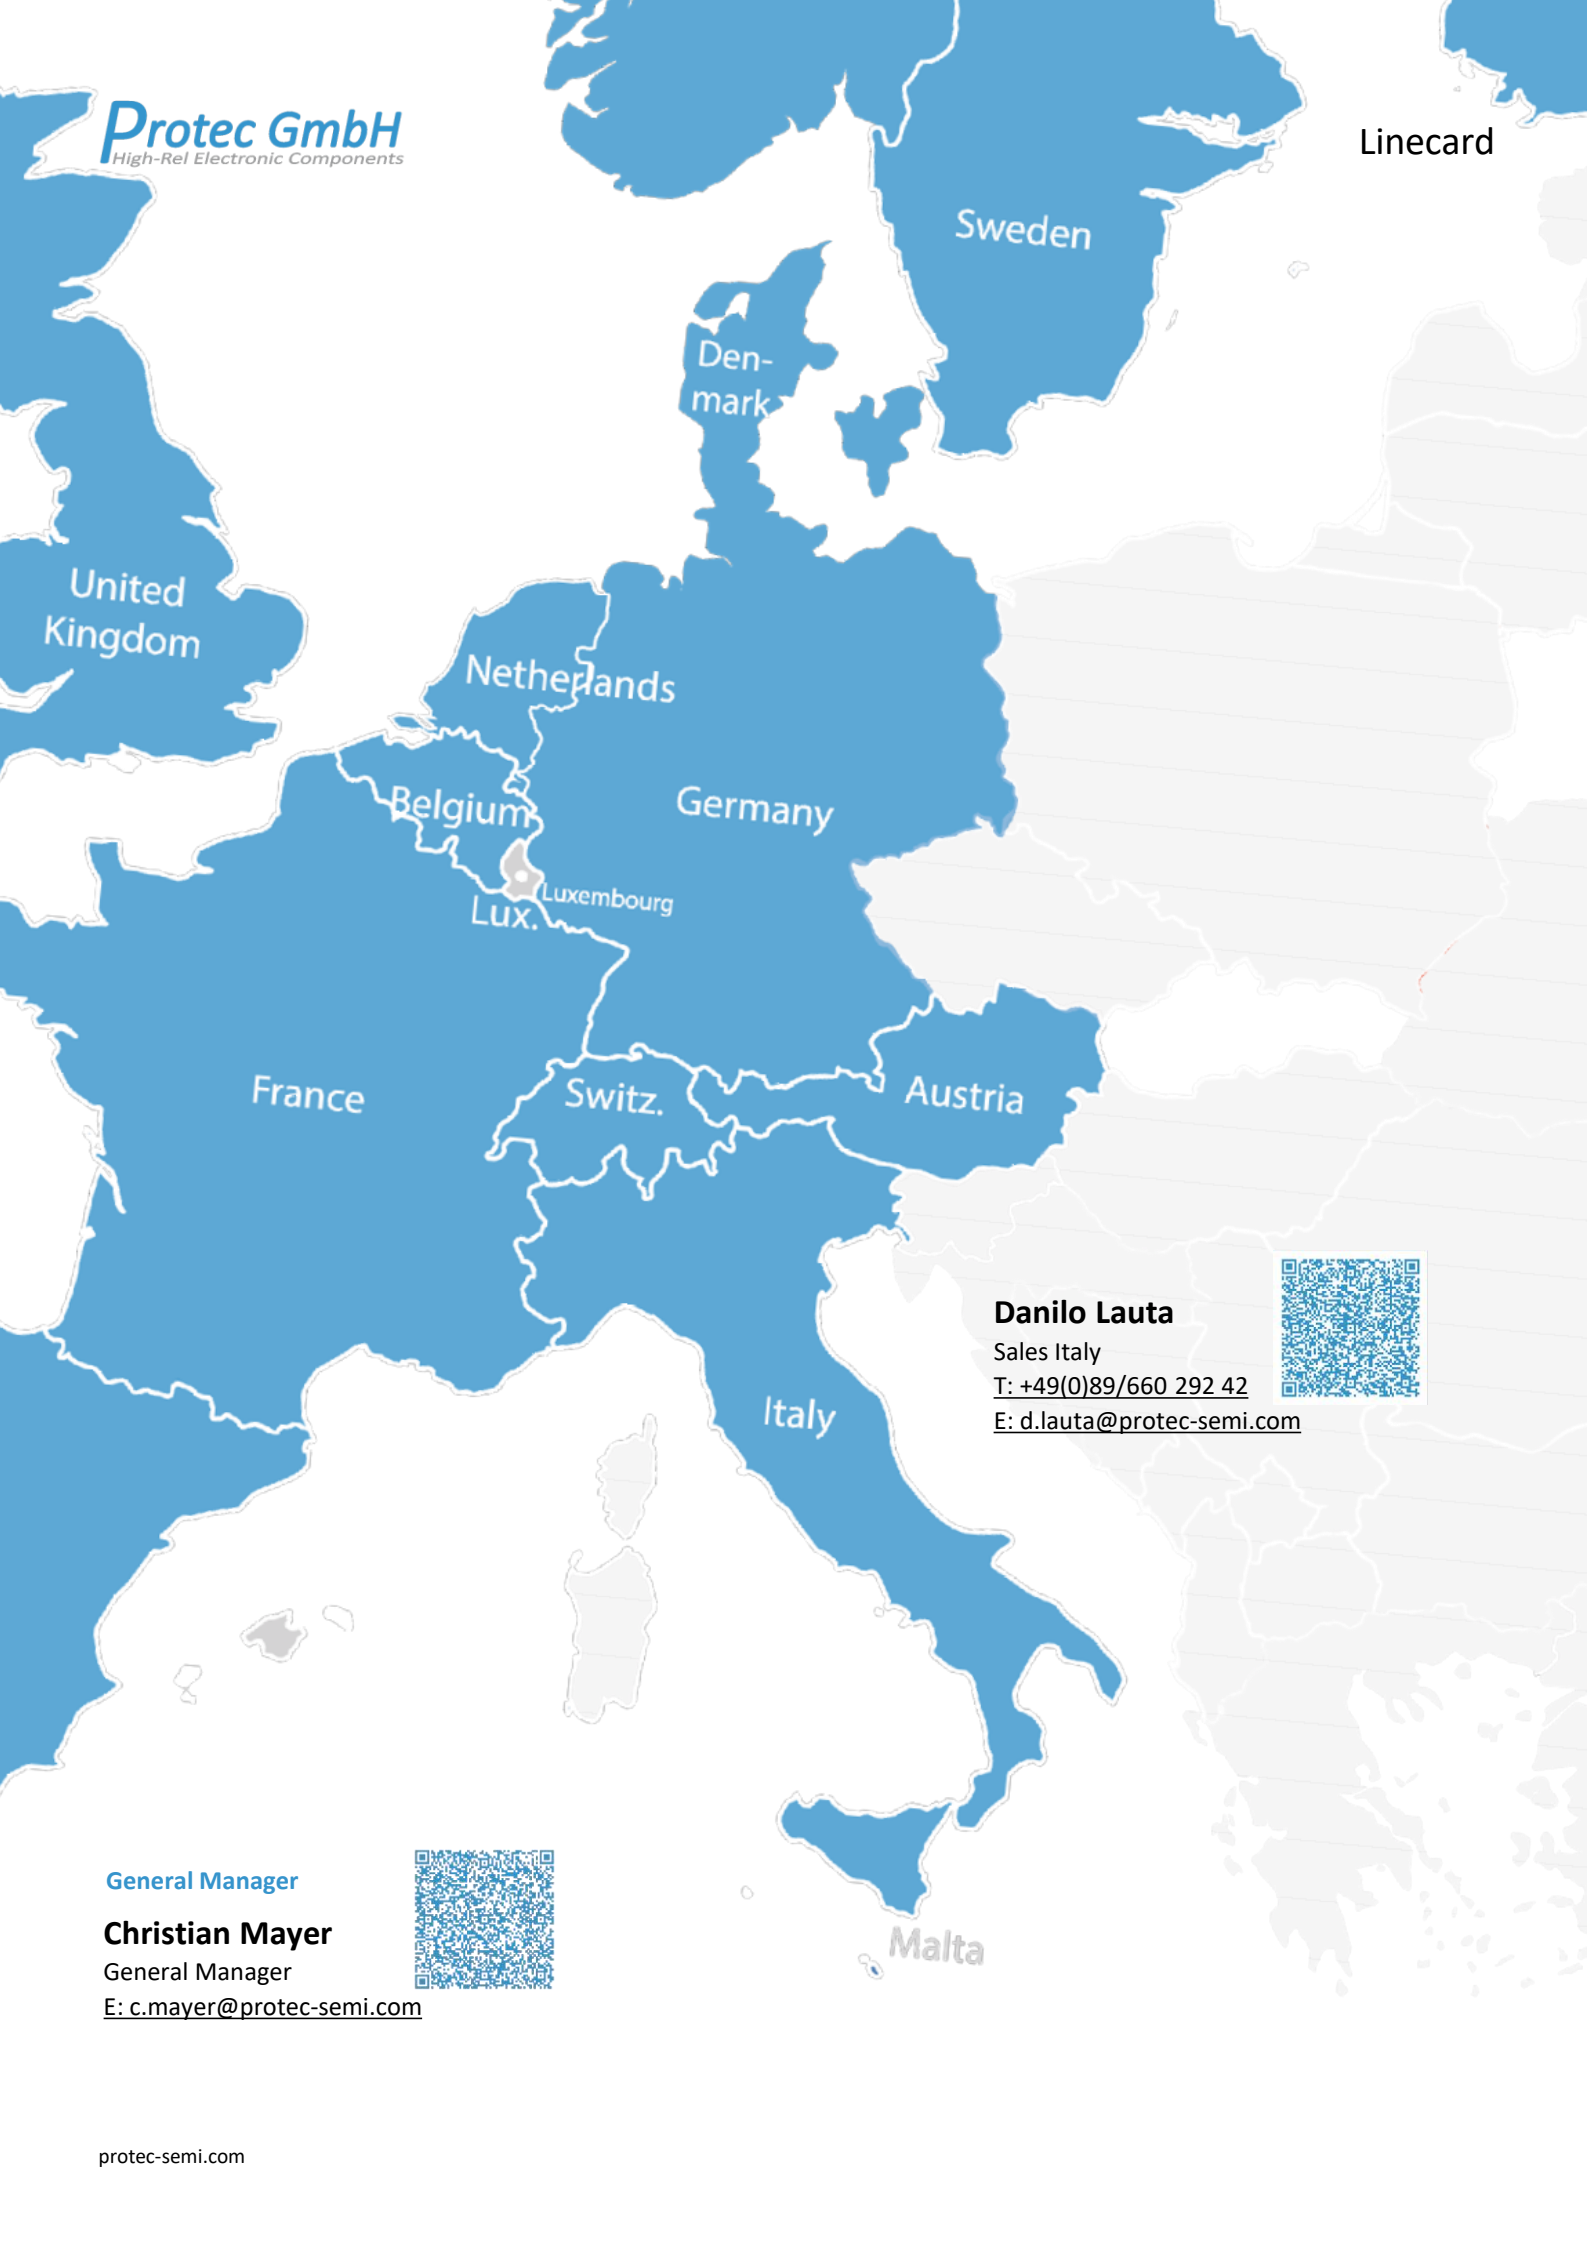 Protec GmbH
High-Rel Electronic Components
Linecard
Sweden
Den-
mark
United
Kingdom
Netherlands
Belgium
Germany
Luxembourg
Lux.
France
Switz.
Austria
Danilo Lauta
Sales Italy
T: +49(0)89/660 292 42
E: d.lauta@protec-semi.com
Italy
General Manager
Christian Mayer
General Manager
E: c.mayer@protec-semi.com
Malta
protec-semi.com